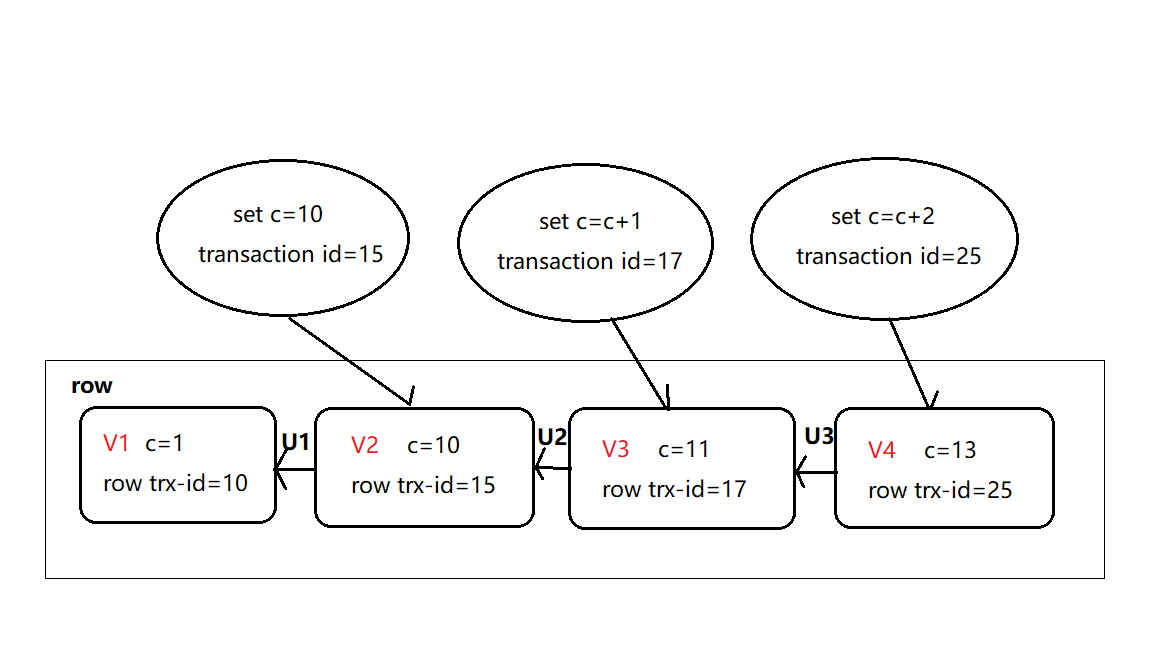 set c=10
transaction id=15
set c=c+1
transaction id=17
set c=c+2
transaction id=25
row
V1 c=1
row trx-id=10
U1
V2 c=10
row trx-id=15
U2
V3 c=11
row trx-id=17
U3
V4 c=13
row trx-id=25